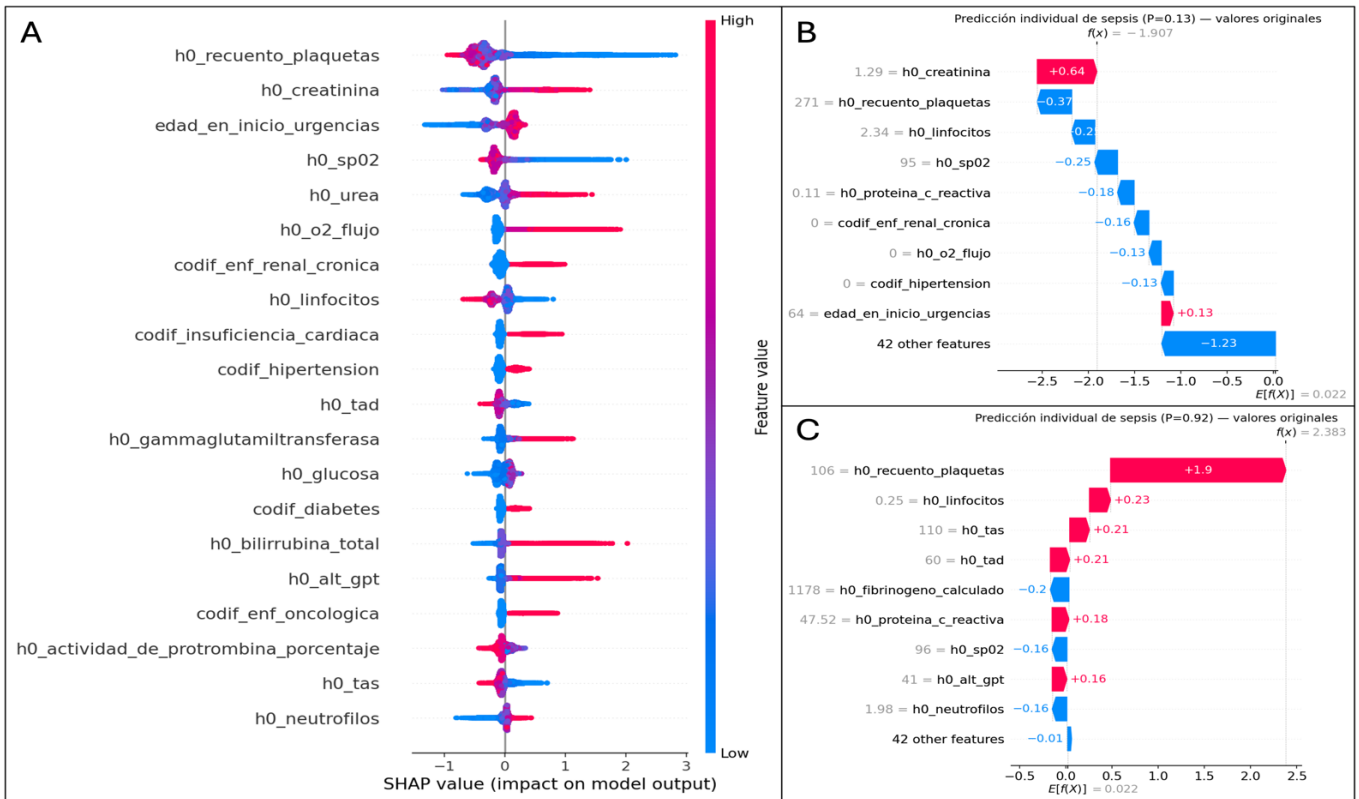 A
h0_recuento_plaquetas
h0_creatinina
edad_en_inicio_urgencias
h0_sp02
h0_urea
h0_o2_flujo
codif_enf_renal_cronica
h0_linfocitos
codif_insuficiencia_cardiaca
codif_hipertension
h0_tad
h0_gammaglutamiltransferasa
h0_glucosa
codif_diabetes
h0_bilirrubina_total
h0_alt_gpt
codif_enf_oncologica
h0_actividad_de_protrombina_porcentaje
h0_tas
h0_neutrofilos
−1 0 1 2 3
SHAP value (impact on model output)
High
Feature value
Low
B
Predicción individual de sepsis (P=0.13) — valores originales
f(x) = −1.907
1.29 = h0_creatinina +0.64
271 = h0_recuento_plaquetas −0.37
2.34 = h0_linfocitos
95 = h0_sp02 −0.25
0.11 = h0_proteina_c_reactiva −0.18
0 = codif_enf_renal_cronica −0.16
0 = h0_o2_flujo −0.13
0 = codif_hipertension −0.13
64 = edad_en_inicio_urgencias +0.13
42 other features −1.23
−2.5 −2.0 −1.5 −1.0 −0.5 0.0
E[f(X)] = 0.022
C
Predicción individual de sepsis (P=0.92) — valores originales
f(x) = 2.383
106 = h0_recuento_plaquetas +1.9
0.25 = h0_linfocitos +0.23
110 = h0_tas +0.21
60 = h0_tad +0.21
1178 = h0_fibrinogeno_calculado −0.2
47.52 = h0_proteina_c_reactiva +0.18
96 = h0_sp02 −0.16
41 = h0_alt_gpt +0.16
1.98 = h0_neutrofilos −0.16
42 other features −0.01
−0.5 0.0 0.5 1.0 1.5 2.0 2.5
E[f(X)] = 0.022